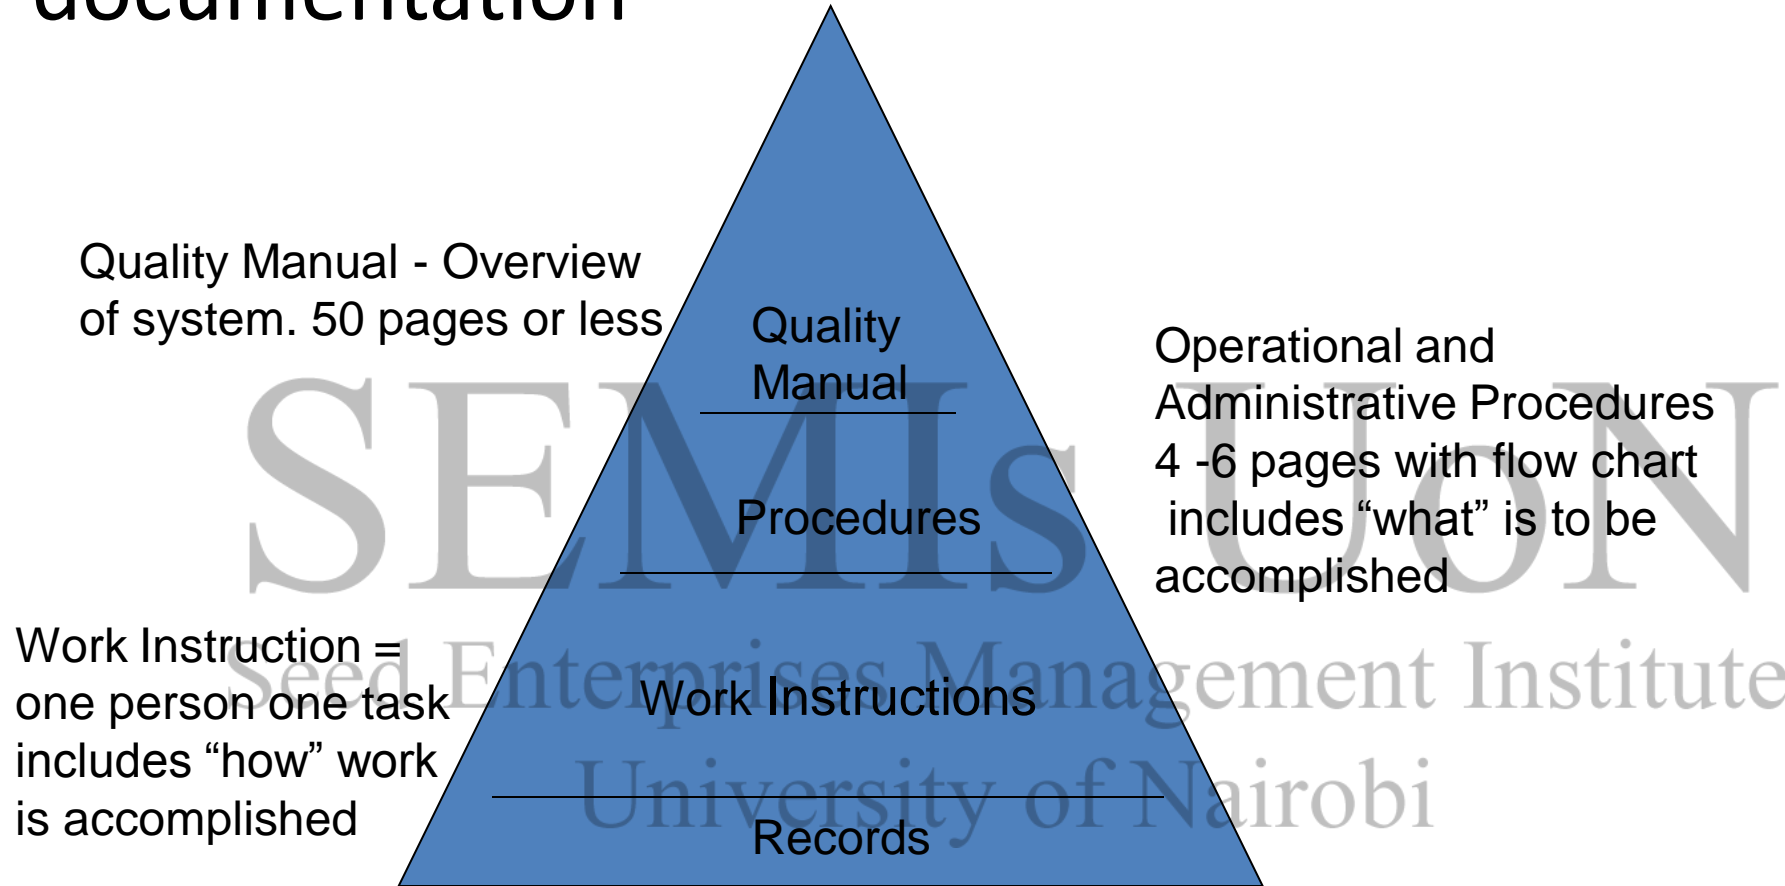 documentation
Quality Manual - Overview
of system. 50 pages or less
Quality
Manual
Operational and
Administrative Procedures
4 -6 pages with flow chart
includes “what” is to be
accomplished
Procedures
Work Instruction =
one person one task
includes “how” work
is accomplished
Work Instructions
Records
SEMIs UoN
Seed Enterprises Management Institute
University of Nairobi